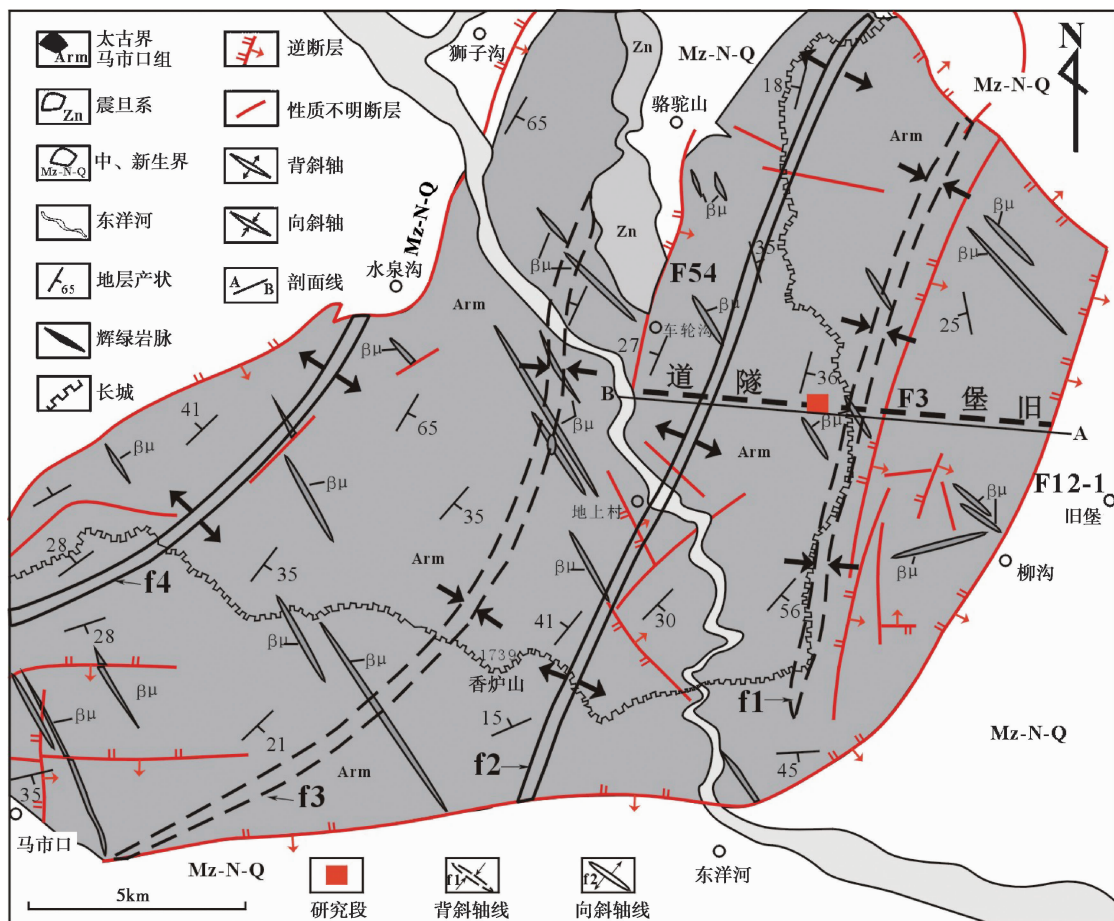 太古界
马市口组
Arm
震旦系
Zn
中、新生界
Mz-N-Q
东洋河
地层产状
65
辉绿岩脉
长城
逆断层
性质不明断层
背斜轴
向斜轴
剖面线
A
B
N
狮子沟
Zn
Mz-N-Q
Mz-N-Q
骆驼山
18
65
Arm
βμ
Mz-N-Q
水泉沟
Zn
βμ
βμ
βμ
Arm
F54
35
车轮沟
βμ
25
27
36
道隧
F3
堡旧
B
A
βμ
41
65
βμ
βμ
βμ
Arm
F12-1
旧堡
βμ
地上村
35
βμ
28
f4
35
Arm
βμ
56
βμ
柳沟
41
30
28
βμ
βμ
1739
香炉山
βμ
f1
15
21
f2
Mz-N-Q
Arm
f3
45
35
马市口
Mz-N-Q
东洋河
5km
研究段
f1
背斜轴线
f2
向斜轴线